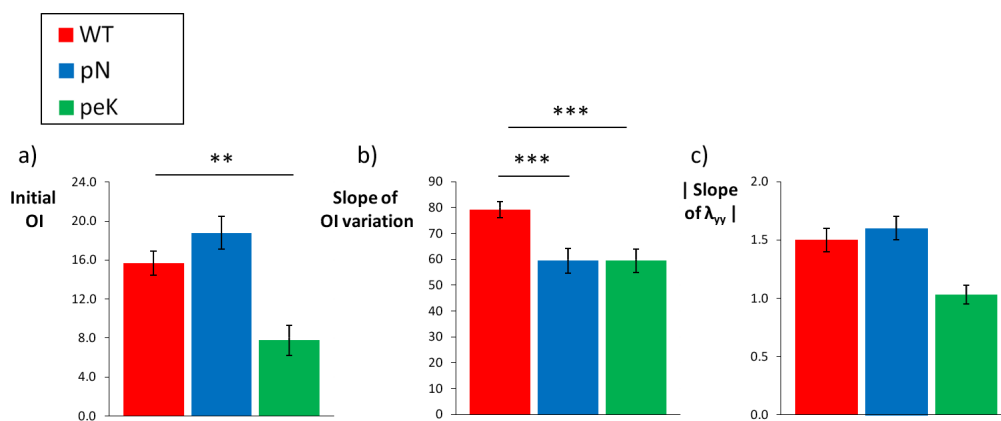 WT
pN
peK
a)
**
Initial
OI
24.0
20.0
16.0
12.0
8.0
4.0
0.0
b)
***
***
Slope of
OI variation
90
80
70
60
50
40
30
20
10
0
c)
| Slope
of λyy |
2.0
1.5
1.0
0.5
0.0